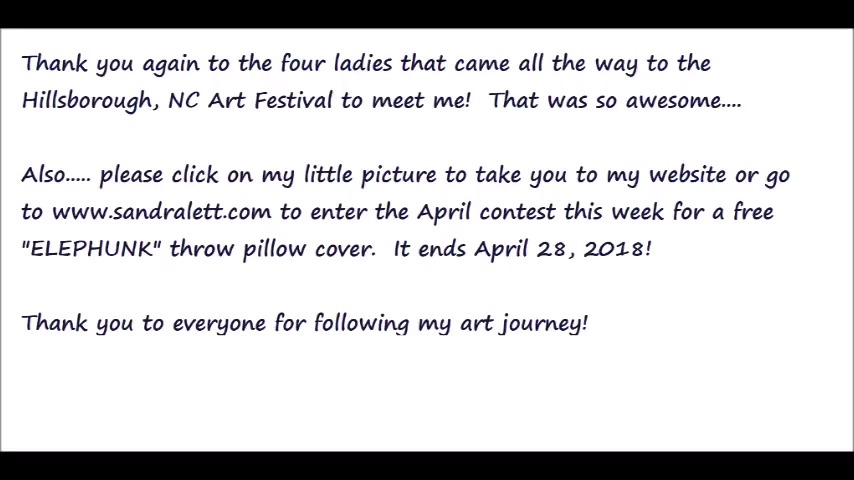 Thank you again to the four ladies that came all the way to the
Hillsborough, NC Art Festival to meet me!  That was so awesome....
Also..... please click on my little picture to take you to my website or go
to www.sandralett.com to enter the April contest this week for a free
"ELEPHUNK" throw pillow cover.  It ends April 28, 2018!
Thank you to everyone for following my art journey!